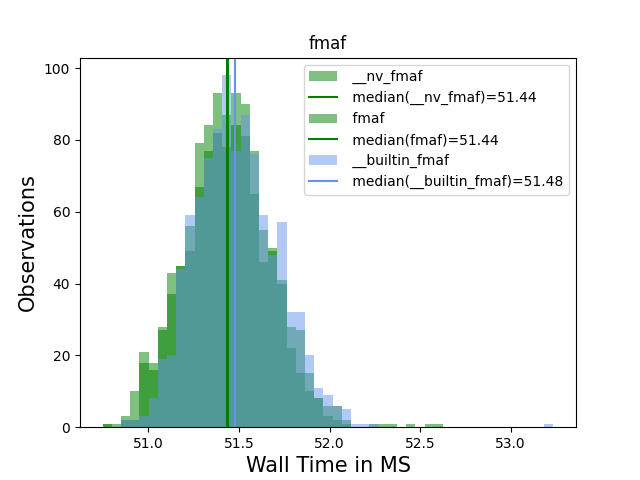 fmaf
100
80
60
40
20
0
Observations
__nv_fmaf
median(__nv_fmaf)=51.44
fmaf
median(fmaf)=51.44
__builtin_fmaf
median(__builtin_fmaf)=51.48
51.0 51.5 52.0 52.5 53.0
Wall Time in MS